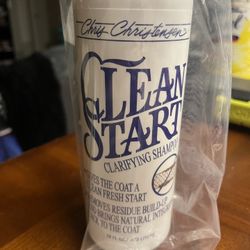 Chris Christensen
CLEAN
START
CLARIFYING SHAMPOO
GIVES THE COAT A
CLEAN FRESH START
REMOVES RESIDUE BUILD-UP
BRINGS NATURAL
TO THE COAT